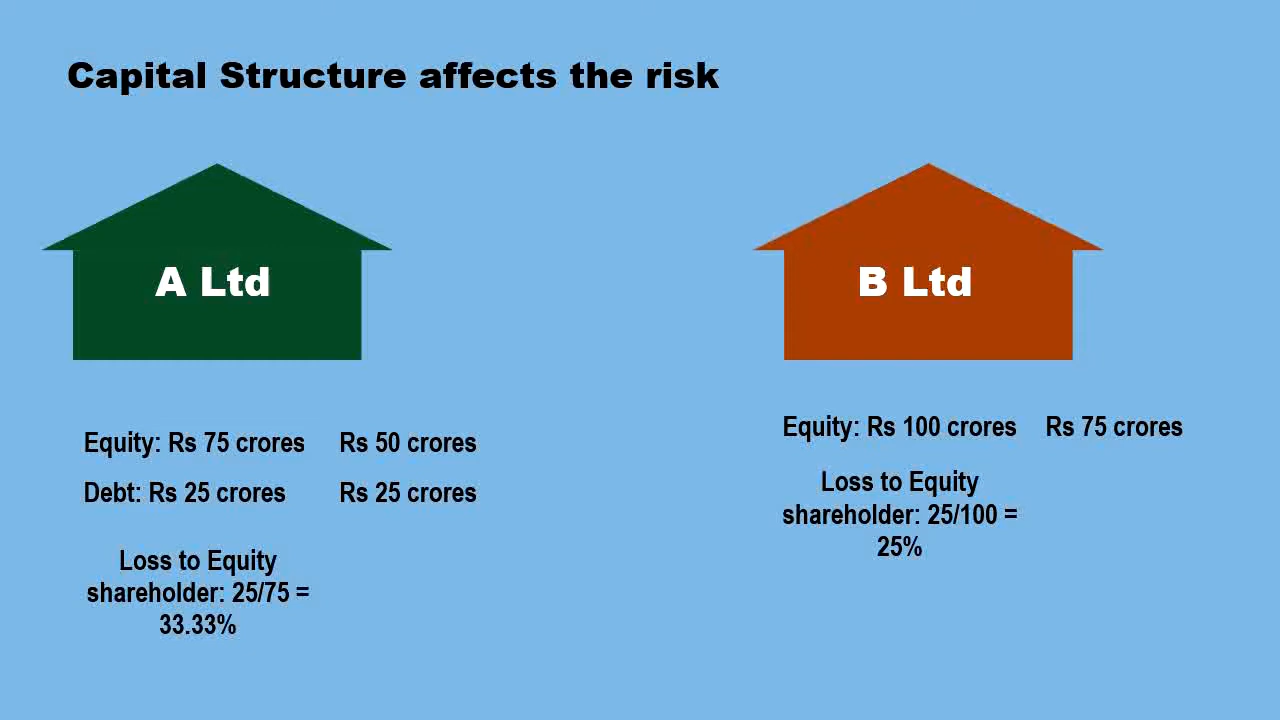 Capital Structure affects the risk
A Ltd
B Ltd
Equity: Rs 75 crores Rs 50 crores
Debt: Rs 25 crores Rs 25 crores
Loss to Equity
shareholder: 25/75 =
33.33%
Equity: Rs 100 crores Rs 75 crores
Loss to Equity
shareholder: 25/100 =
25%